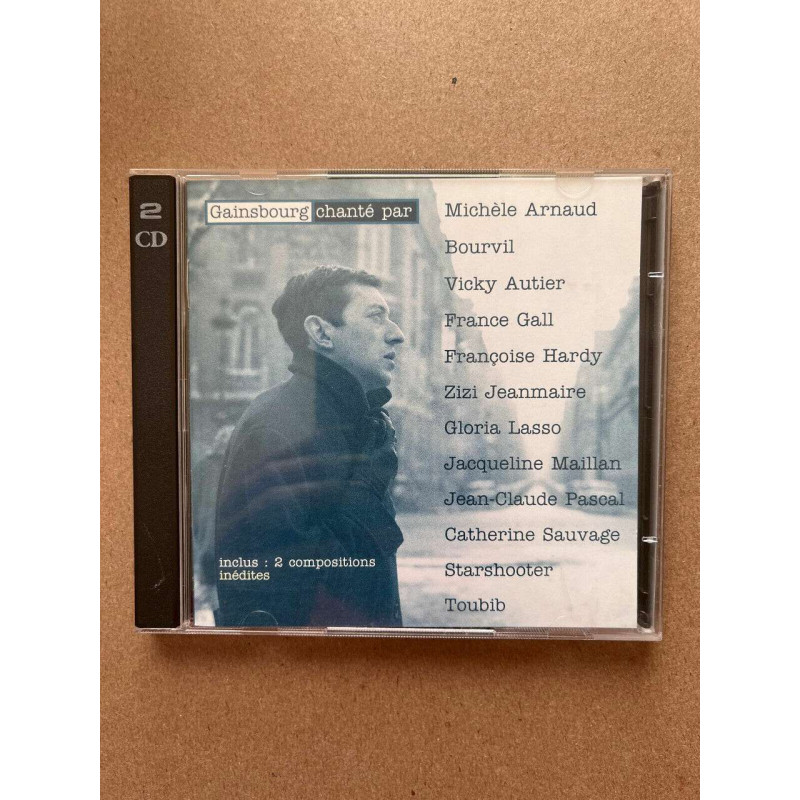 2
CD
Gainsbourg chanté par
Michèle Arnaud
Bourvil
Vicky Autier
France Gall
Françoise Hardy
Zizi Jeanmaire
Gloria Lasso
Jacqueline Maillan
Jean-Claude Pascal
Catherine Sauvage
Starshooter
Toubib
inclus : 2 compositions
inédites